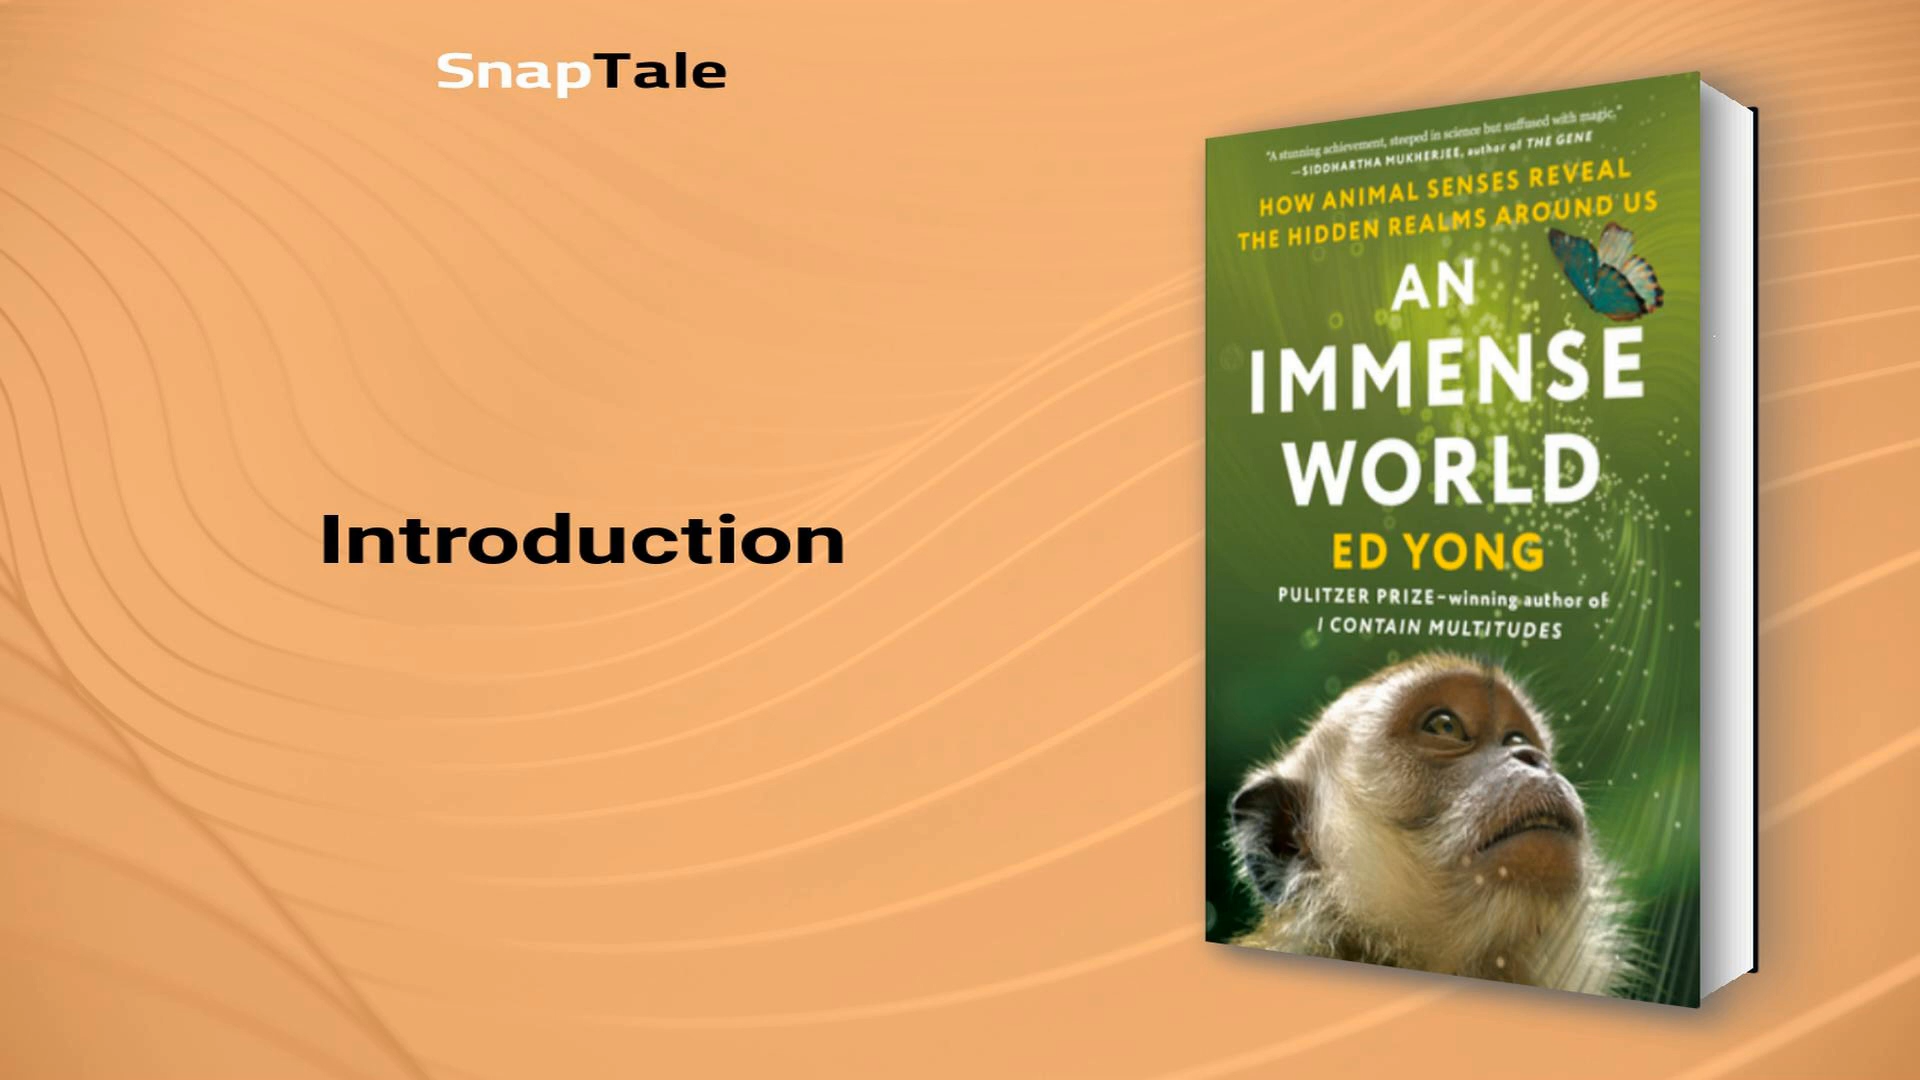 SnapTale
Introduction
"A stunning achievement, steeped in science but suffused with magic."
—SIDDHARTHA MUKHERJEE, author of THE GENE
HOW ANIMAL SENSES REVEAL
THE HIDDEN REALMS AROUND US
AN
IMMENSE
WORLD
ED YONG
PULITZER PRIZE–winning author of
I CONTAIN MULTITUDES